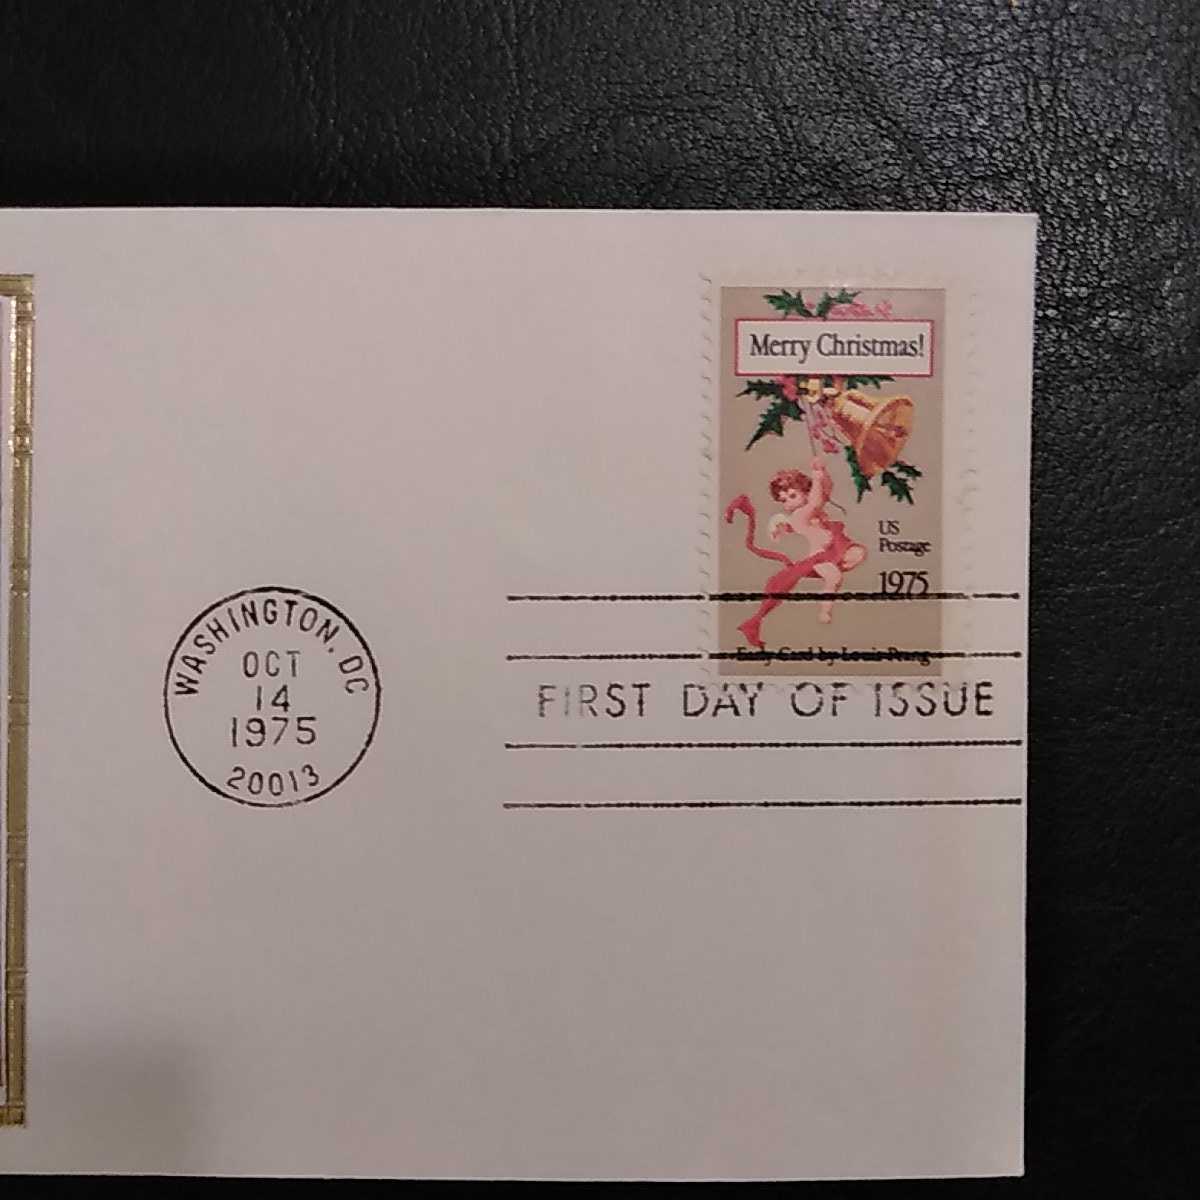 Merry Christmas!
US
Postage
1975
Early Card by Louis Prang
WASHINGTON, DC
OCT
14
1975
20013
FIRST DAY OF ISSUE